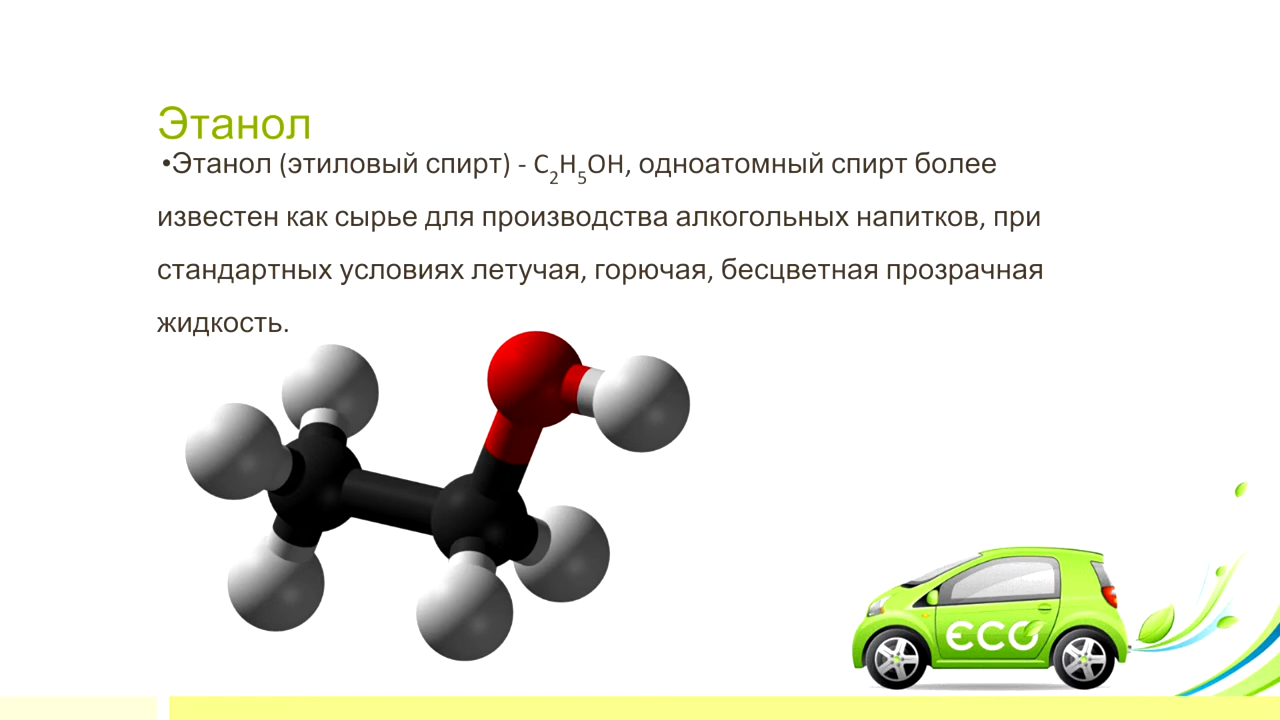 Этанол
•Этанол (этиловый спирт) - C₂H₅OH, одноатомный спирт более
известен как сырье для производства алкогольных напитков, при
стандартных условиях летучая, горючая, бесцветная прозрачная
жидкость.
ECO